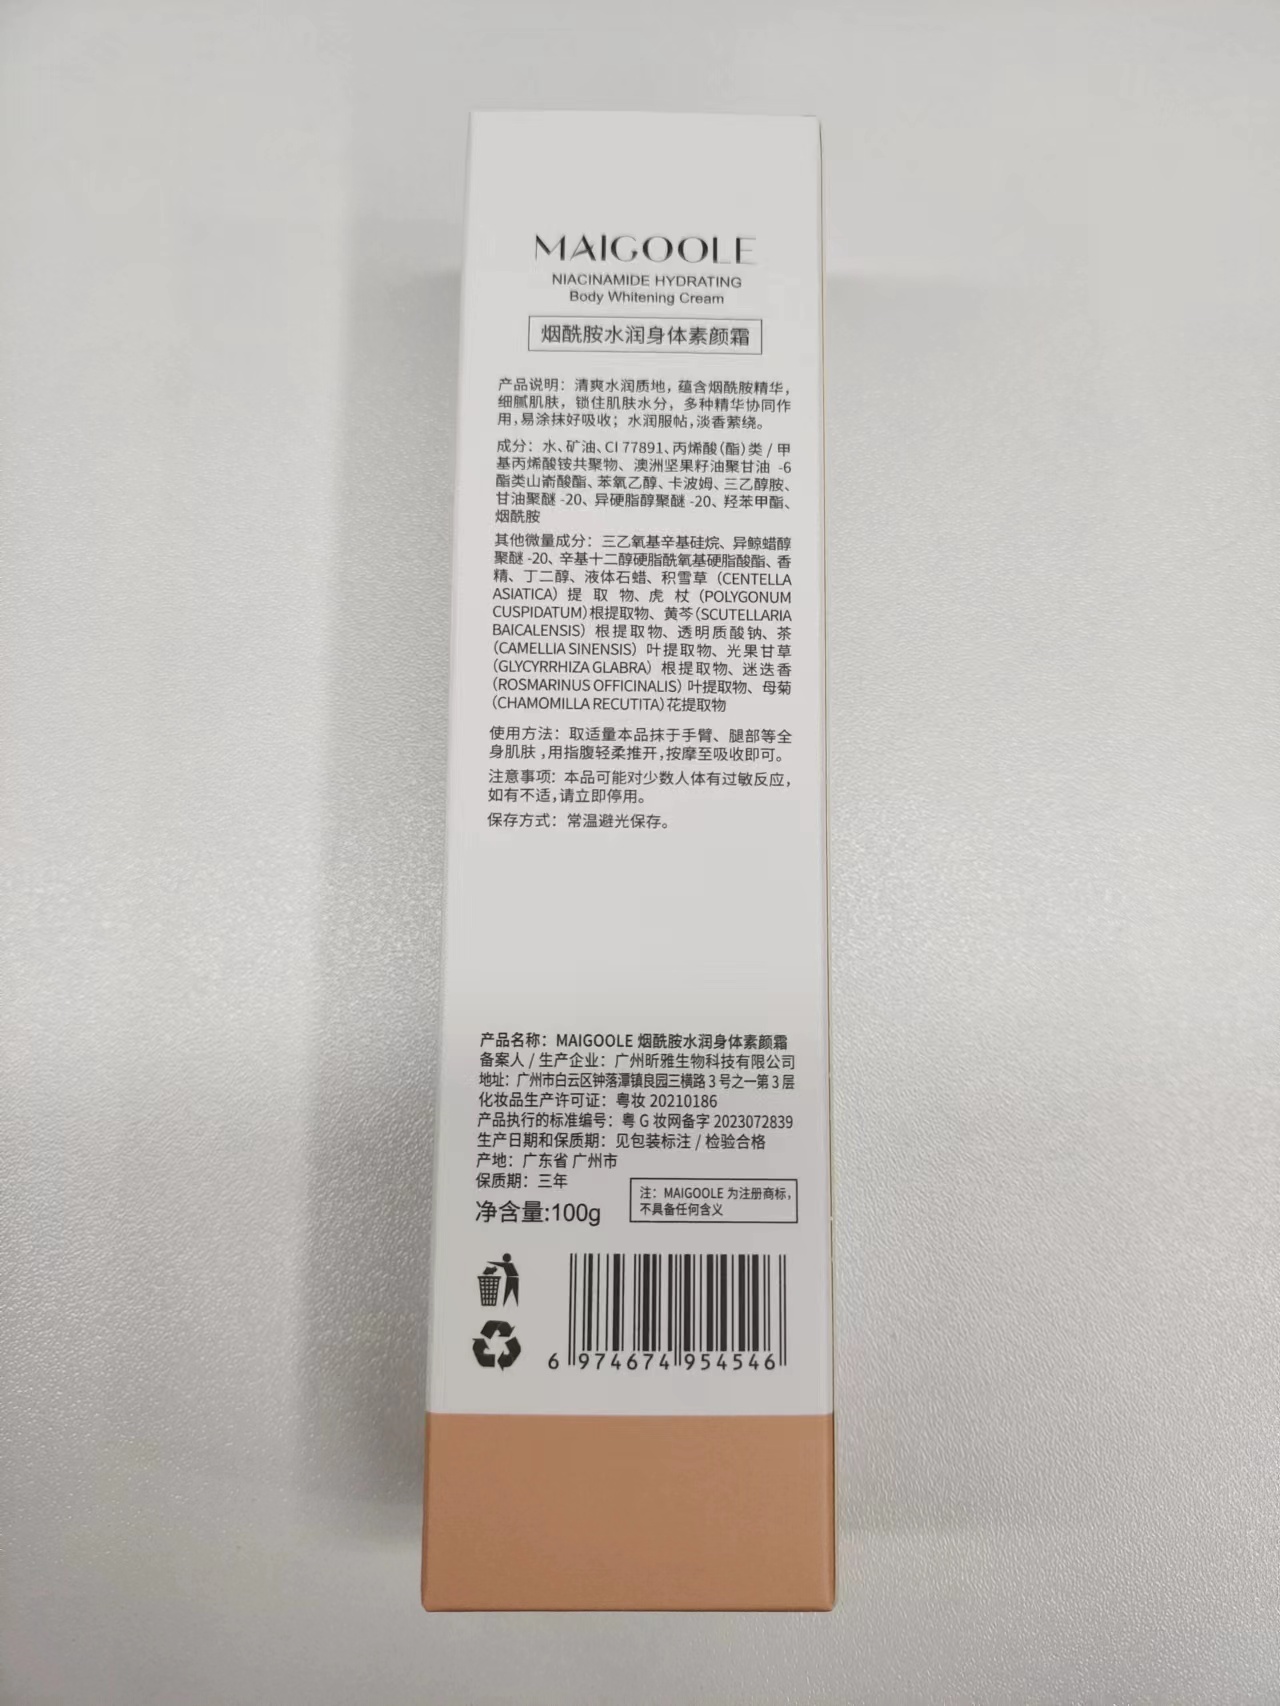 MAIGOOLE
NIACINAMIDE HYDRATING
Body Whitening Cream
烟酰胺水润身体素颜霜
产品说明：清爽水润质地，蕴含烟酰胺精华，
细腻肌肤，锁住肌肤水分，多种精华协同作
用，易涂抹好吸收；水润服帖，淡香萦绕。
成分：水、矿油、CI 77891、丙烯酸（酯）类 / 甲
基丙烯酸铵共聚物、澳洲坚果籽油聚甘油 -6
酯类山嵛酸酯、苯氧乙醇、卡波姆、三乙醇胺、
甘油聚醚 -20、异硬脂醇聚醚 -20、羟苯甲酯、
烟酰胺
其他微量成分：三乙氧基辛基硅烷、异鲸蜡醇
聚醚 -20、辛基十二醇硬脂酰氧基硬脂酸酯、香
精、丁二醇、液体石蜡、积雪草（CENTELLA
ASIATICA）提取物、虎杖（POLYGONUM
CUSPIDATUM）根提取物、黄芩（SCUTELLARIA
BAICALENSIS）根提取物、透明质酸钠、茶
（CAMELLIA SINENSIS）叶提取物、光果甘草
（GLYCYRRHIZA GLABRA）根提取物、迷迭香
（ROSMARINUS OFFICINALIS）叶提取物、母菊
（CHAMOMILLA RECUTITA）花提取物
使用方法：取适量本品抹于手臂、腿部等全
身肌肤，用指腹轻柔推开，按摩至吸收即可。
注意事项：本品可能对少数人体有过敏反应，
如有不适，请立即停用。
保存方式：常温避光保存。
产品名称：MAIGOOLE 烟酰胺水润身体素颜霜
备案人 / 生产企业：广州昕雅生物科技有限公司
地址：广州市白云区钟落潭镇良园三横路 3 号之一第 3 层
化妆品生产许可证：粤妆 20210186
产品执行的标准编号：粤 G 妆网备字 2023072839
生产日期和保质期：见包装标注 / 检验合格
产地：广东省 广州市
保质期：三年
净含量:100g
注：MAIGOOLE 为注册商标，
不具备任何含义
6 974674 954546